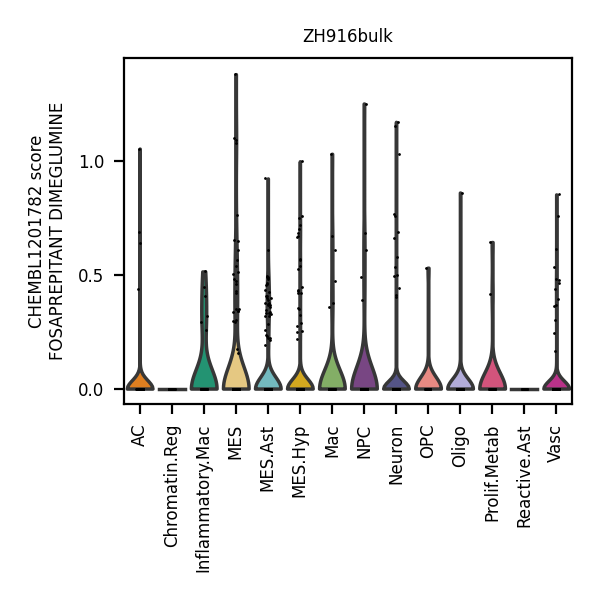 ZH916bulk
CHEMBL1201782 score
FOSAPREPITANT DIMEGLUMINE
1.0
0.5
0.0
AC
Chromatin.Reg
Inflammatory.Mac
MES
MES.Ast
MES.Hyp
Mac
NPC
Neuron
OPC
Oligo
Prolif.Metab
Reactive.Ast
Vasc